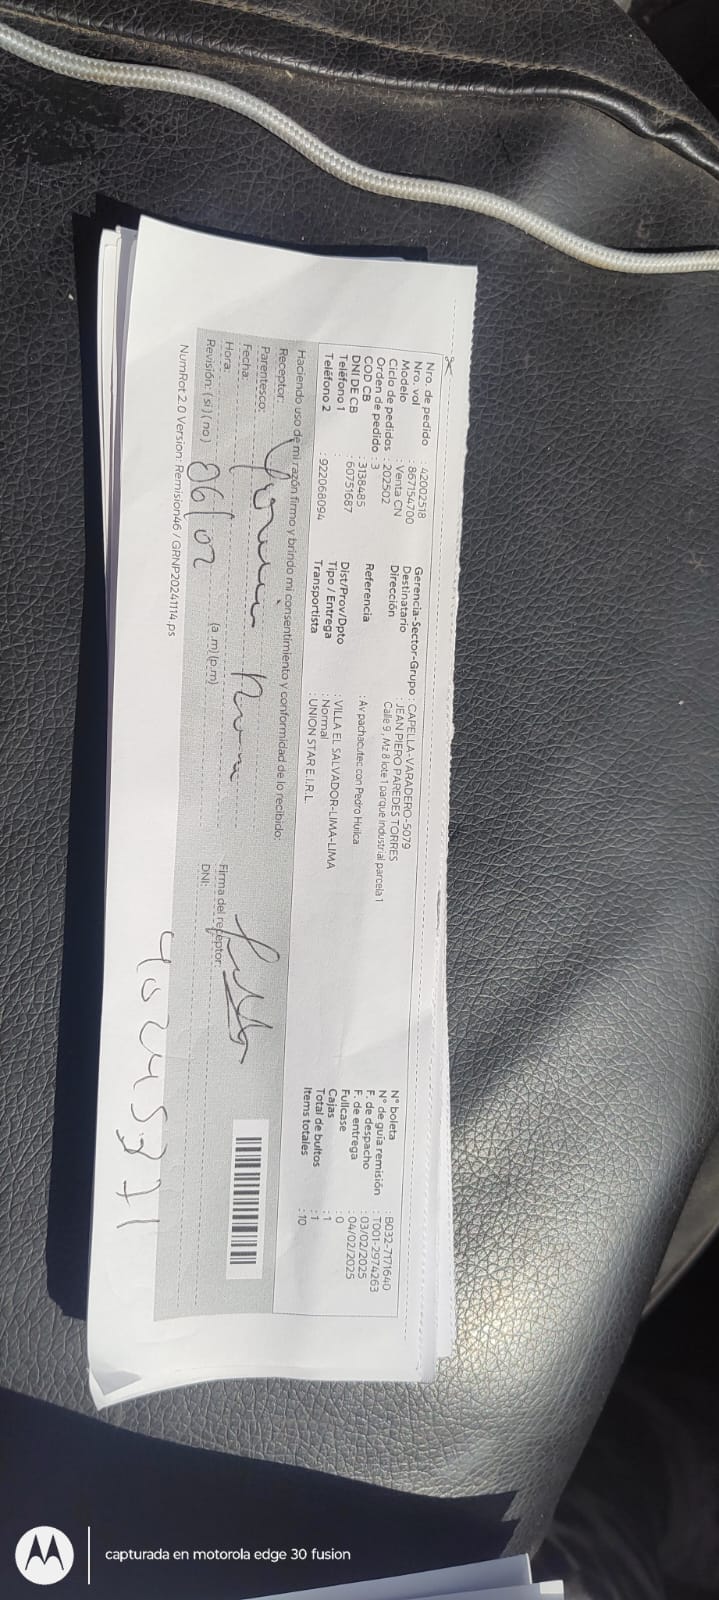 Nro. de pedido : 42002518
Nro. vol : 867154700
Modelo : Venta CN
Ciclo de pedidos : 202502
Orden de pedido : 3
COD CB : 3138485
DNI DE CB : 60751687
Teléfono 1 :
Teléfono 2 : 922068094
Gerencia-Sector-Grupo : CAPELLA-VARADERO-5079
Destinatario : JEAN PIERO PAREDES TORRES
Dirección : Calle 9 , Mz 8 lote 1 parque industrial parcela 1
Referencia : Av pachacutec con Pedro Huilca
Dist/Prov/Dpto : VILLA EL SALVADOR-LIMA-LIMA
Tipo / Entrega : Normal
Transportista : UNION STAR E.I.R.L
N° boleta : B032-7171640
N° de guía remisión : T001-2974263
F. de despacho : 03/02/2025
F. de entrega : 04/02/2025
Fullcase : 0
Cajas : 1
Total de bultos : 1
Items totales : 10
Haciendo uso de mi razón firmo y brindo mi consentimiento y conformidad de lo recibido;
Receptor:
Parentesco:
Fecha:
Hora: (a .m) (p.m)
Revisión: (si) (no) 06/02
Firma del receptor:
DNI:
NumRot 2.0 Version: Remision46 / GRNP20241114.ps
capturada en motorola edge 30 fusion